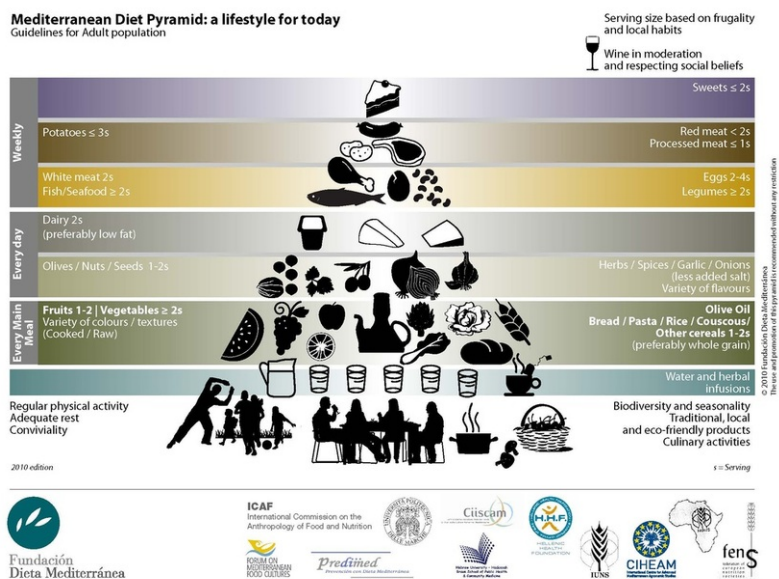 Mediterranean Diet Pyramid: a lifestyle for today
Guidelines for Adult population
Serving size based on frugality
and local habits
Wine in moderation
and respecting social beliefs
Weekly
Sweets ≤ 2s
Potatoes ≤ 3s
Red meat < 2s
Processed meat ≤ 1s
White meat 2s
Fish/Seafood ≥ 2s
Eggs 2-4s
Legumes ≥ 2s
Every day
Dairy 2s
(preferably low fat)
Olives / Nuts / Seeds 1-2s
Herbs / Spices / Garlic / Onions
(less added salt)
Variety of flavours
Every Main
Meal
Fruits 1-2 | Vegetables ≥ 2s
Variety of colours / textures
(Cooked / Raw)
Olive Oil
Bread / Pasta / Rice / Couscous/
Other cereals 1-2s
(preferably whole grain)
Water and herbal
infusions
Regular physical activity
Adequate rest
Conviviality
Biodiversity and seasonality
Traditional, local
and eco-friendly products
Culinary activities
© 2010 Fundación Dieta Mediterránea
The use and promotion of this pyramid is recommended without any restriction
2010 edition
s = Serving
Fundación
Dieta Mediterránea
ICAF
International Commission on the
Anthropology of Food and Nutrition
FORUM ON
MEDITERRANEAN
FOOD CULTURES
Predimed
Prevención con Dieta Mediterránea
Ciiscam
H.H.F.
HELLENIC
HEALTH
FOUNDATION
IUNS
CIHEAM
fens